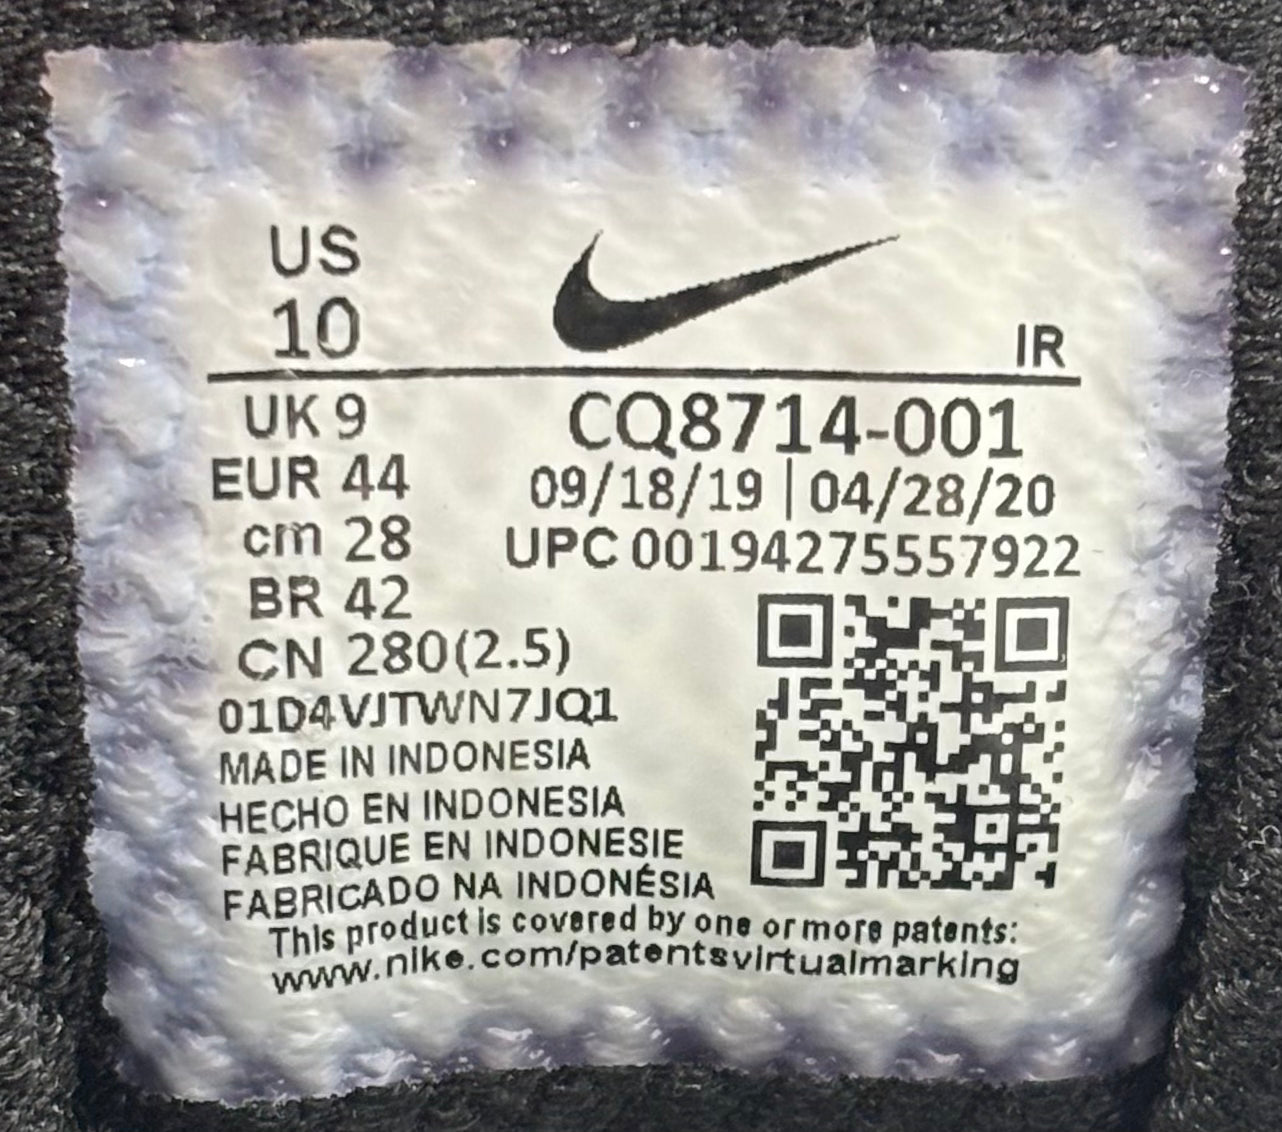 US
10
IR
UK 9
EUR 44
cm 28
BR 42
CN 280(2.5)
CQ8714-001
09/18/19 | 04/28/20
UPC 00194275557922
01D4VJTWN7JQ1
MADE IN INDONESIA
HECHO EN INDONESIA
FABRIQUE EN INDONESIE
FABRICADO NA INDONÉSIA
This product is covered by one or more patents:
www.nike.com/patentsvirtualmarking